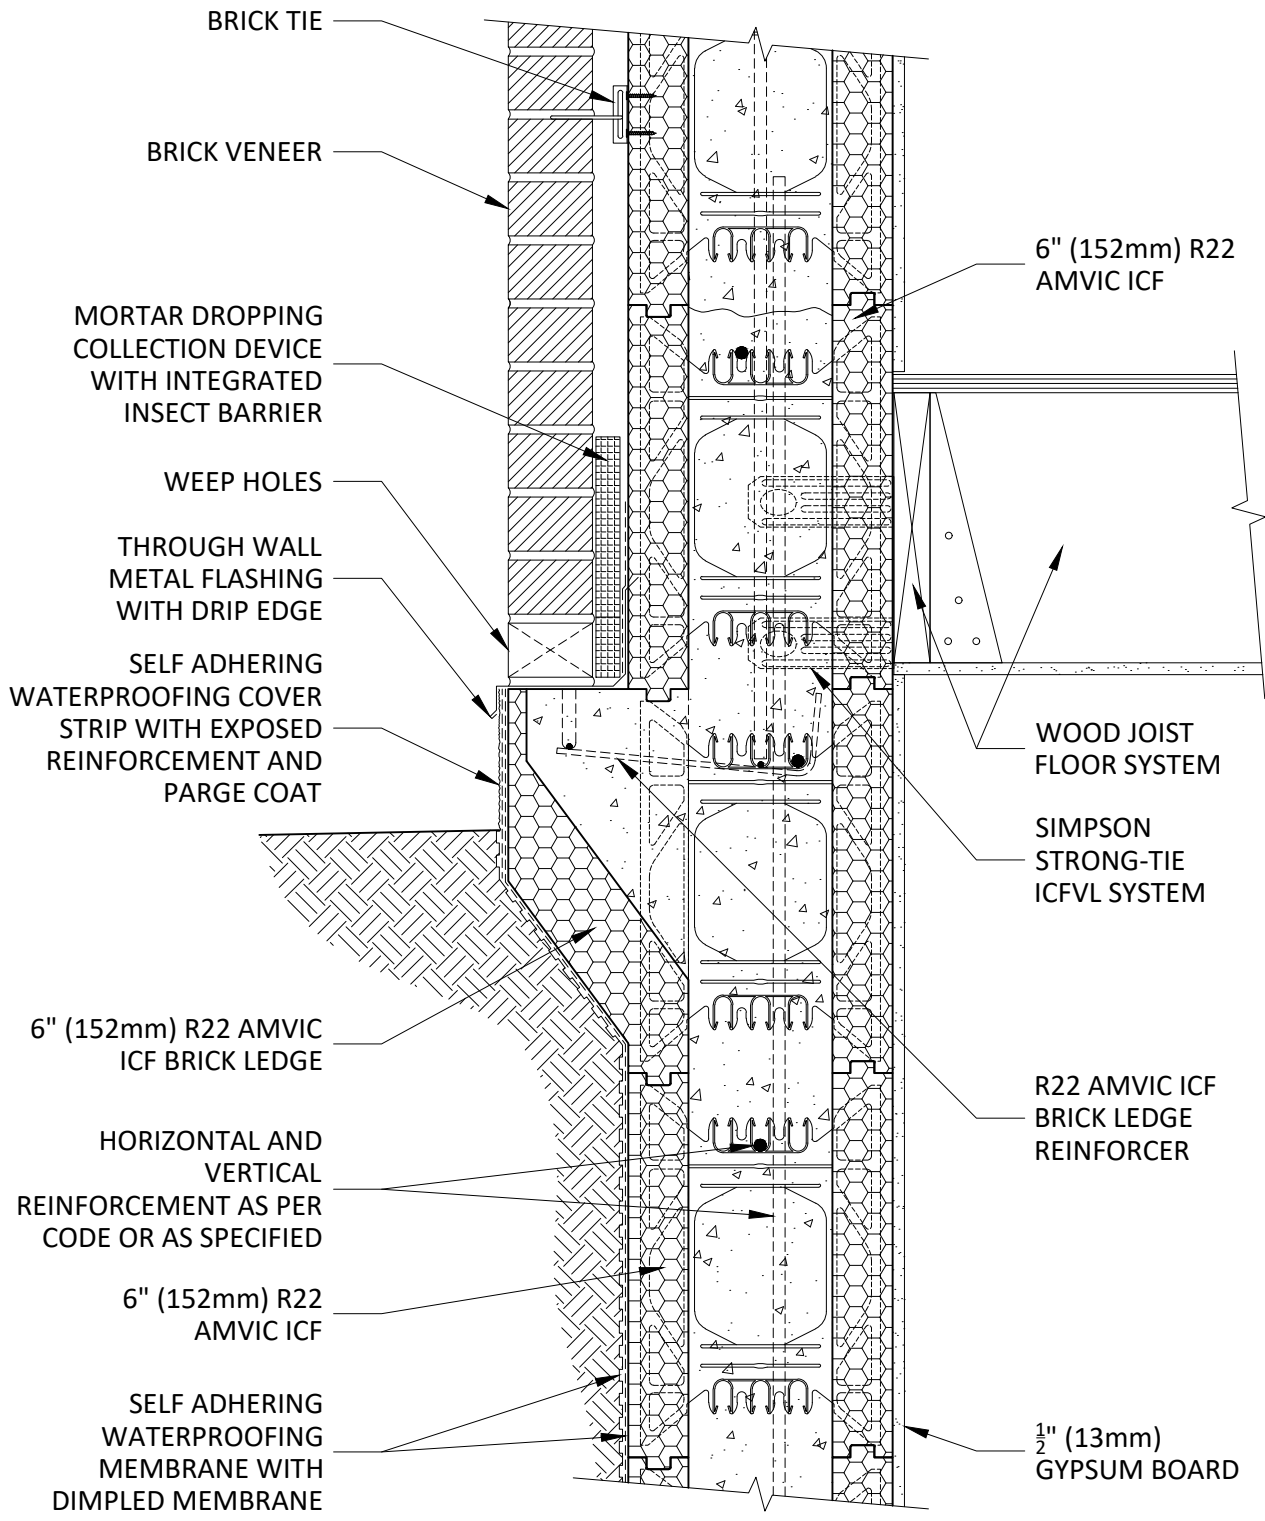 BRICK TIE
BRICK VENEER
MORTAR DROPPING
COLLECTION DEVICE
WITH INTEGRATED
INSECT BARRIER
WEEP HOLES
THROUGH WALL
METAL FLASHING
WITH DRIP EDGE
SELF ADHERING
WATERPROOFING COVER
STRIP WITH EXPOSED
REINFORCEMENT AND
PARGE COAT
6" (152mm) R22 AMVIC
ICF BRICK LEDGE
HORIZONTAL AND
VERTICAL
REINFORCEMENT AS PER
CODE OR AS SPECIFIED
6" (152mm) R22
AMVIC ICF
SELF ADHERING
WATERPROOFING
MEMBRANE WITH
DIMPLED MEMBRANE
6" (152mm) R22
AMVIC ICF
WOOD JOIST
FLOOR SYSTEM
SIMPSON
STRONG-TIE
ICFVL SYSTEM
R22 AMVIC ICF
BRICK LEDGE
REINFORCER
½" (13mm)
GYPSUM BOARD